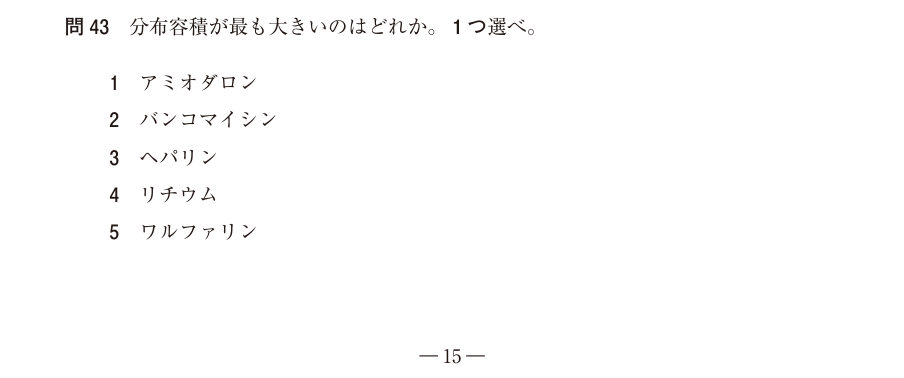 問 43　分布容積が最も大きいのはどれか。1つ選べ。
1　アミオダロン
2　バンコマイシン
3　ヘパリン
4　リチウム
5　ワルファリン
― 15 ―